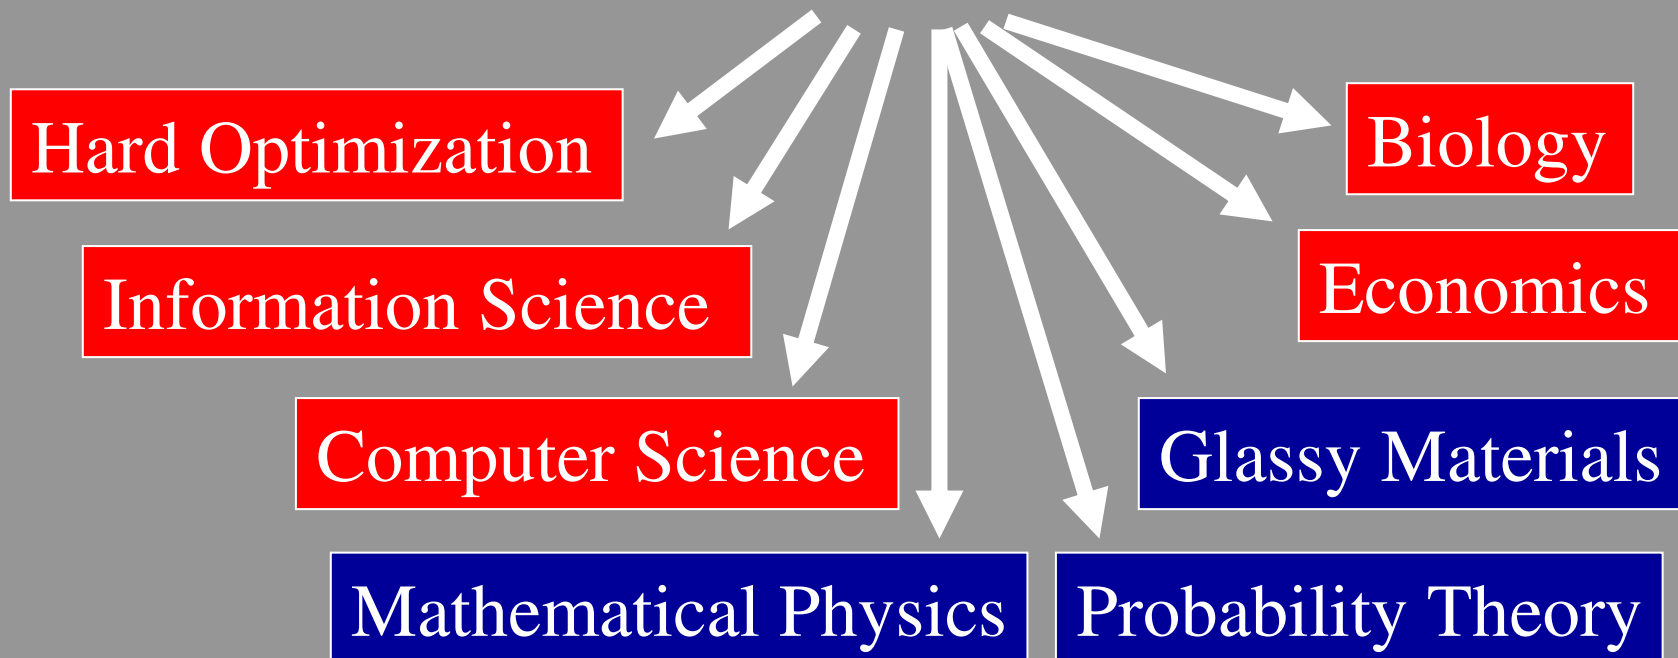 Hard Optimization
Biology
Information Science
Economics
Computer Science
Glassy Materials
Mathematical Physics
Probability Theory